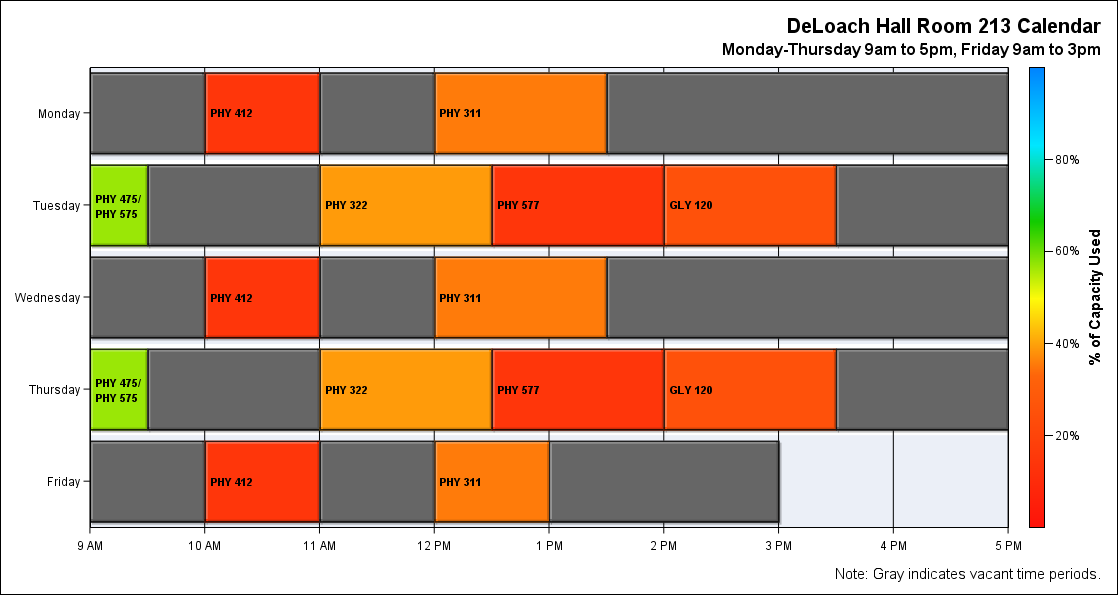 DeLoach Hall Room 213 Calendar
Monday-Thursday 9am to 5pm, Friday 9am to 3pm
Monday
PHY 412
PHY 311
Tuesday
PHY 475/
PHY 575
PHY 322
PHY 577
GLY 120
Wednesday
PHY 412
PHY 311
Thursday
PHY 475/
PHY 575
PHY 322
PHY 577
GLY 120
Friday
PHY 412
PHY 311
9 AM
10 AM
11 AM
12 PM
1 PM
2 PM
3 PM
4 PM
5 PM
80%
60%
40%
20%
% of Capacity Used
Note: Gray indicates vacant time periods.